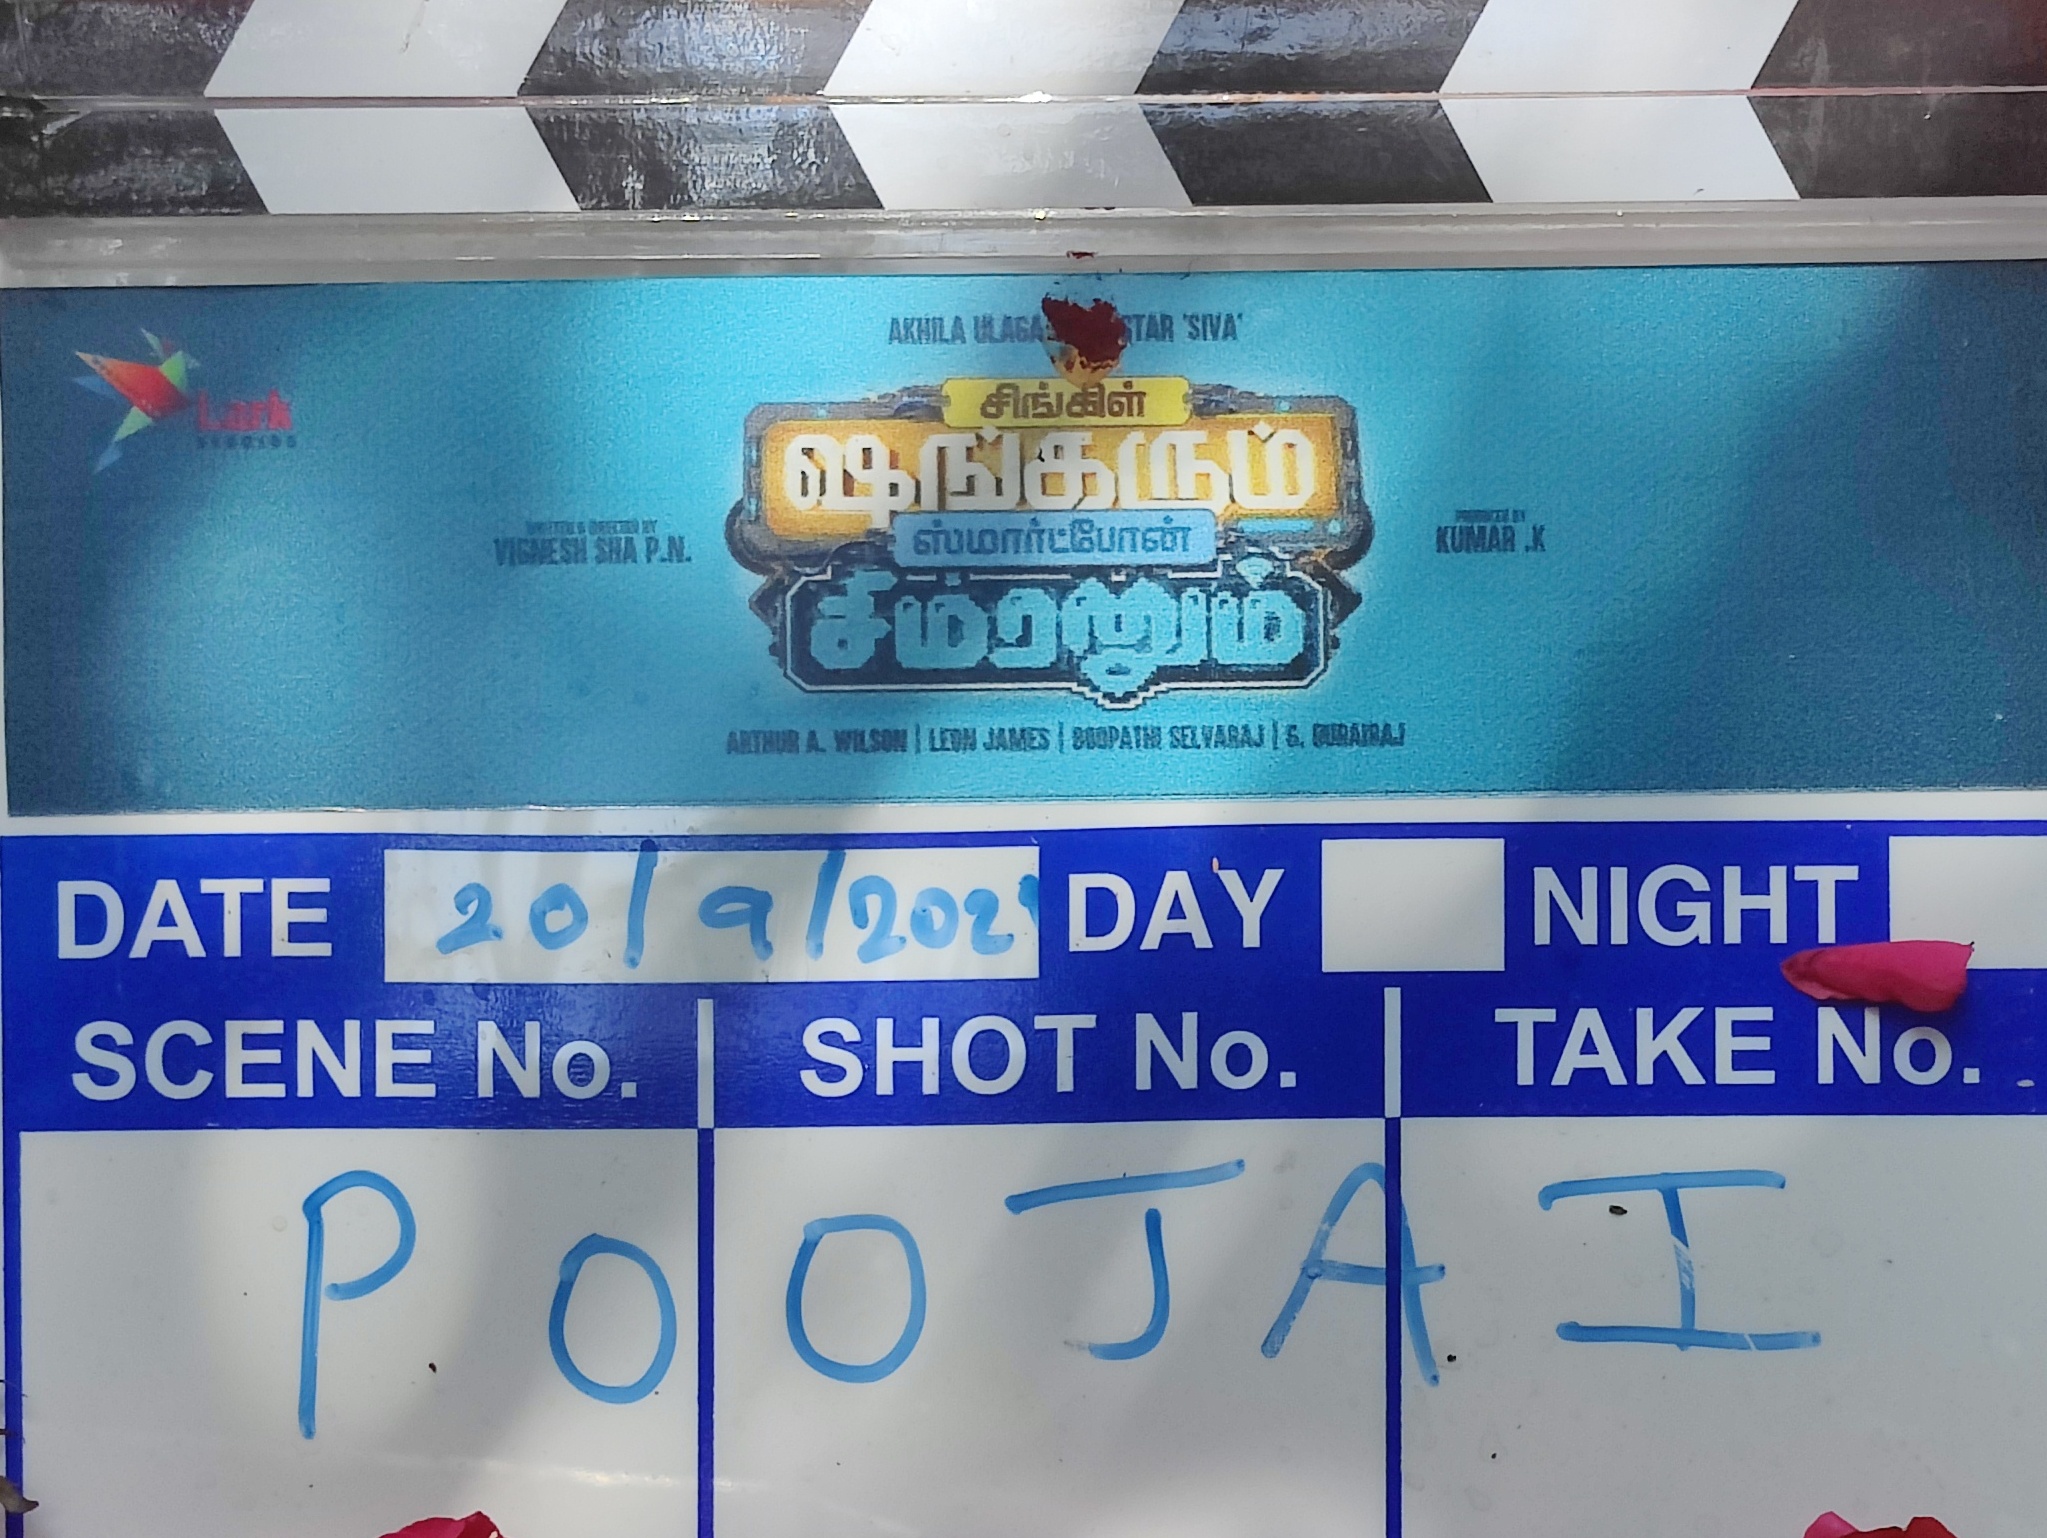 AKHILA ULAGA STAR 'SIVA'
Lark
STUDIOS
சிங்கிள்
ஷங்கரும்
ஸ்மார்ட்போன்
சிம்ரனும்
WRITTEN & DIRECTED BY
VIGNESH SHA P.N.
PRODUCED BY
KUMAR .K
ARTHUR A. WILSON | LEON JAMES | BOOPATHI SELVARAJ | G. DURAIRAJ
DATE 20/9/2021 DAY NIGHT
SCENE No. SHOT No. TAKE No.
POOJAI